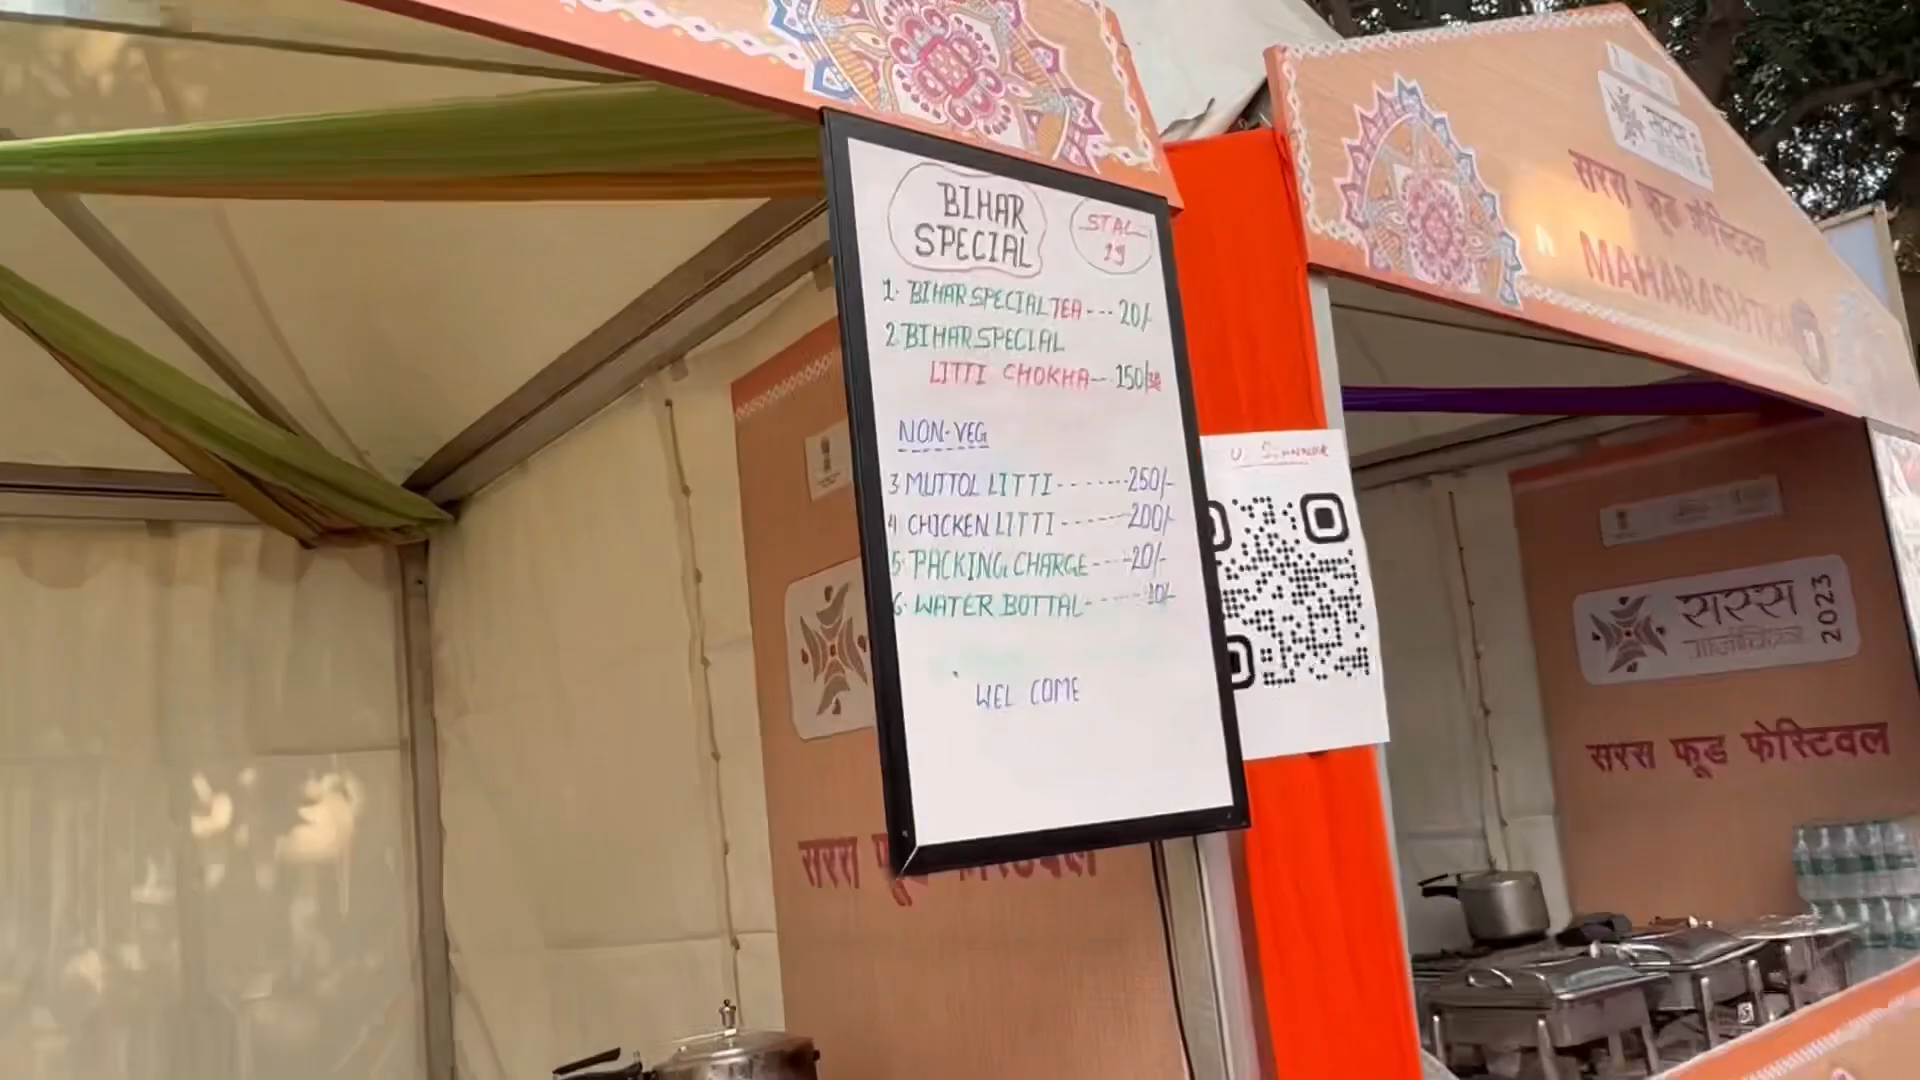 BIHAR
SPECIAL
STAL
19
1. BIHAR SPECIAL TEA --- 20/-
2. BIHAR SPECIAL
LITTI CHOKHA -- 150/
NON-VEG
3 MUTTOL LITTI ------- 250/-
4 CHICKEN LITTI ------ 200/-
5. PACKING CHARGE --- 20/-
6. WATER BOTTAL ------
WEL COME
सरस
सरस फूड फेस्टिवल
MAHARASHTRA
सरस
2023
सरस फूड फेस्टिवल
सरस